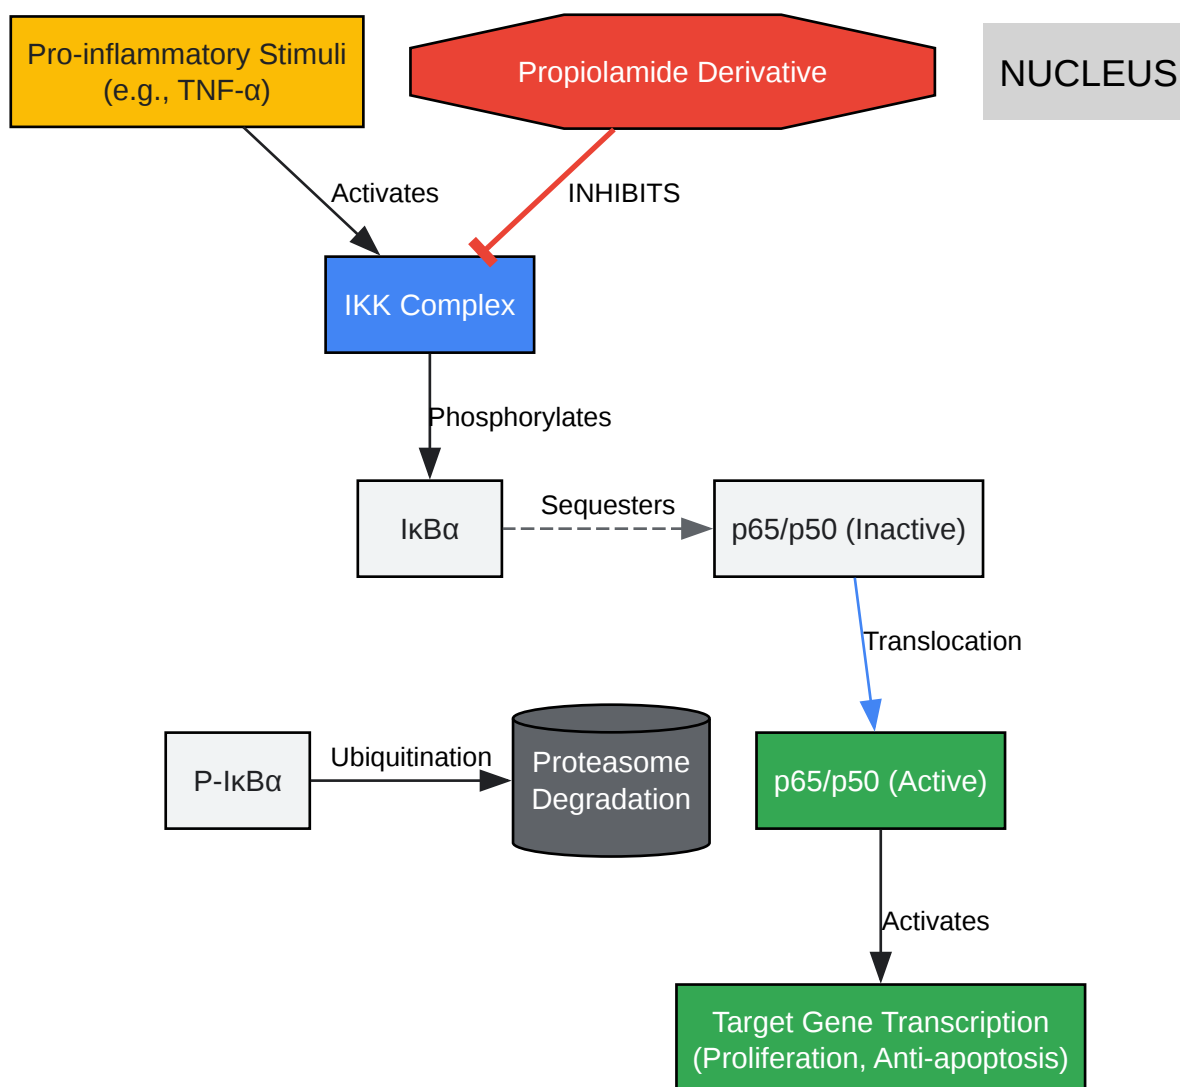 Pro-inflammatory Stimuli
(e.g., TNF-α)
Propiolamide Derivative
NUCLEUS
Activates
INHIBITS
IKK Complex
Phosphorylates
IκBα
Sequesters
p65/p50 (Inactive)
Translocation
P-IκBα
Ubiquitination
Proteasome
Degradation
p65/p50 (Active)
Activates
Target Gene Transcription
(Proliferation, Anti-apoptosis)